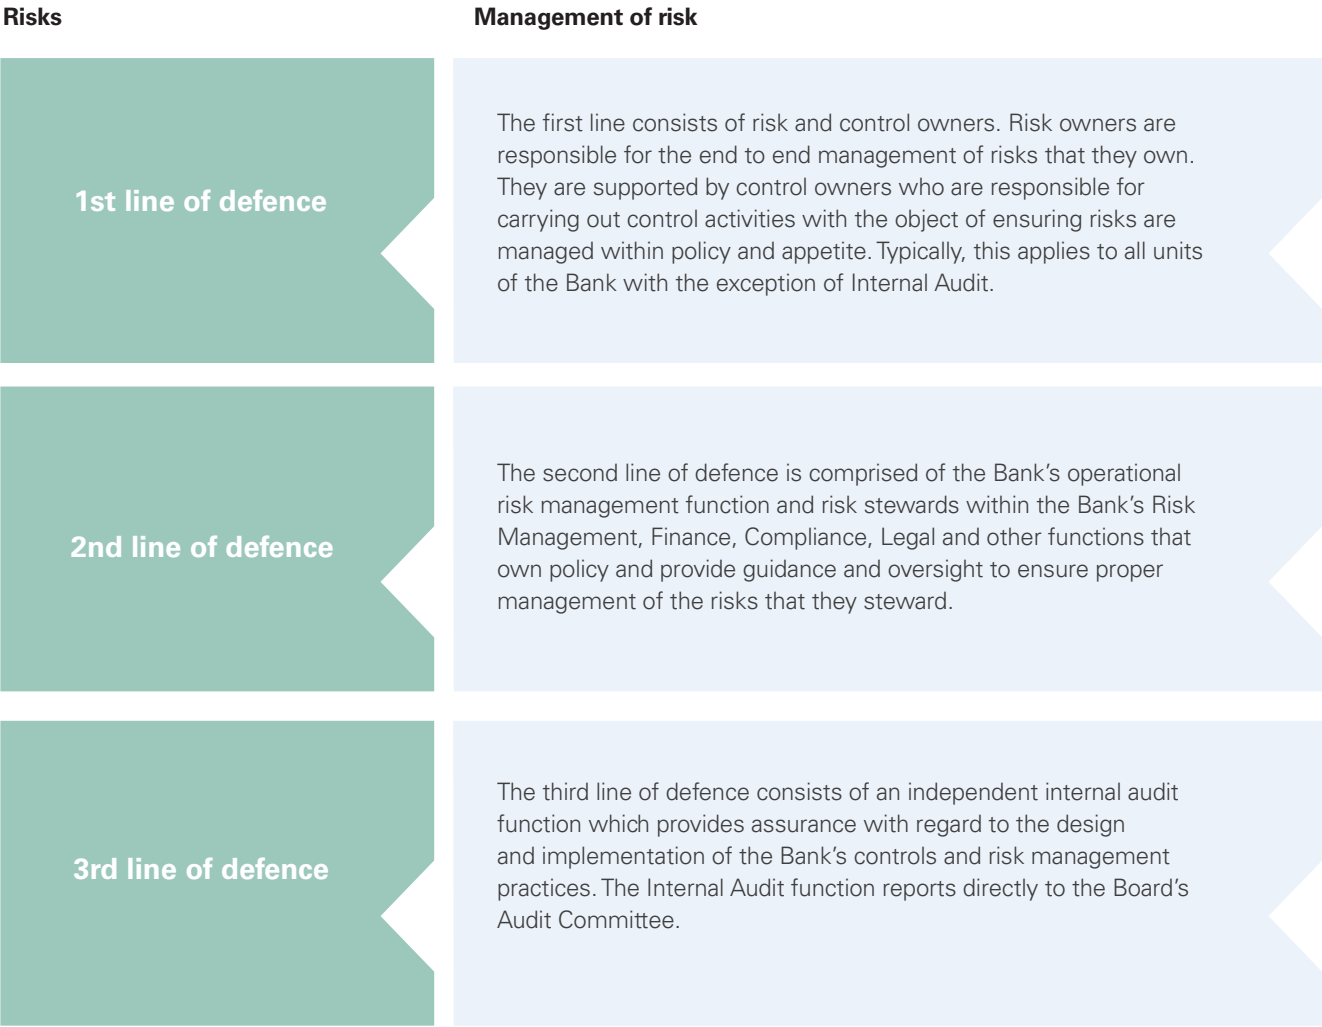 Risks
Management of risk
1st line of defence
The first line consists of risk and control owners. Risk owners are
responsible for the end to end management of risks that they own.
They are supported by control owners who are responsible for
carrying out control activities with the object of ensuring risks are
managed within policy and appetite. Typically, this applies to all units
of the Bank with the exception of Internal Audit.
2nd line of defence
The second line of defence is comprised of the Bank’s operational
risk management function and risk stewards within the Bank’s Risk
Management, Finance, Compliance, Legal and other functions that
own policy and provide guidance and oversight to ensure proper
management of the risks that they steward.
3rd line of defence
The third line of defence consists of an independent internal audit
function which provides assurance with regard to the design
and implementation of the Bank’s controls and risk management
practices. The Internal Audit function reports directly to the Board’s
Audit Committee.